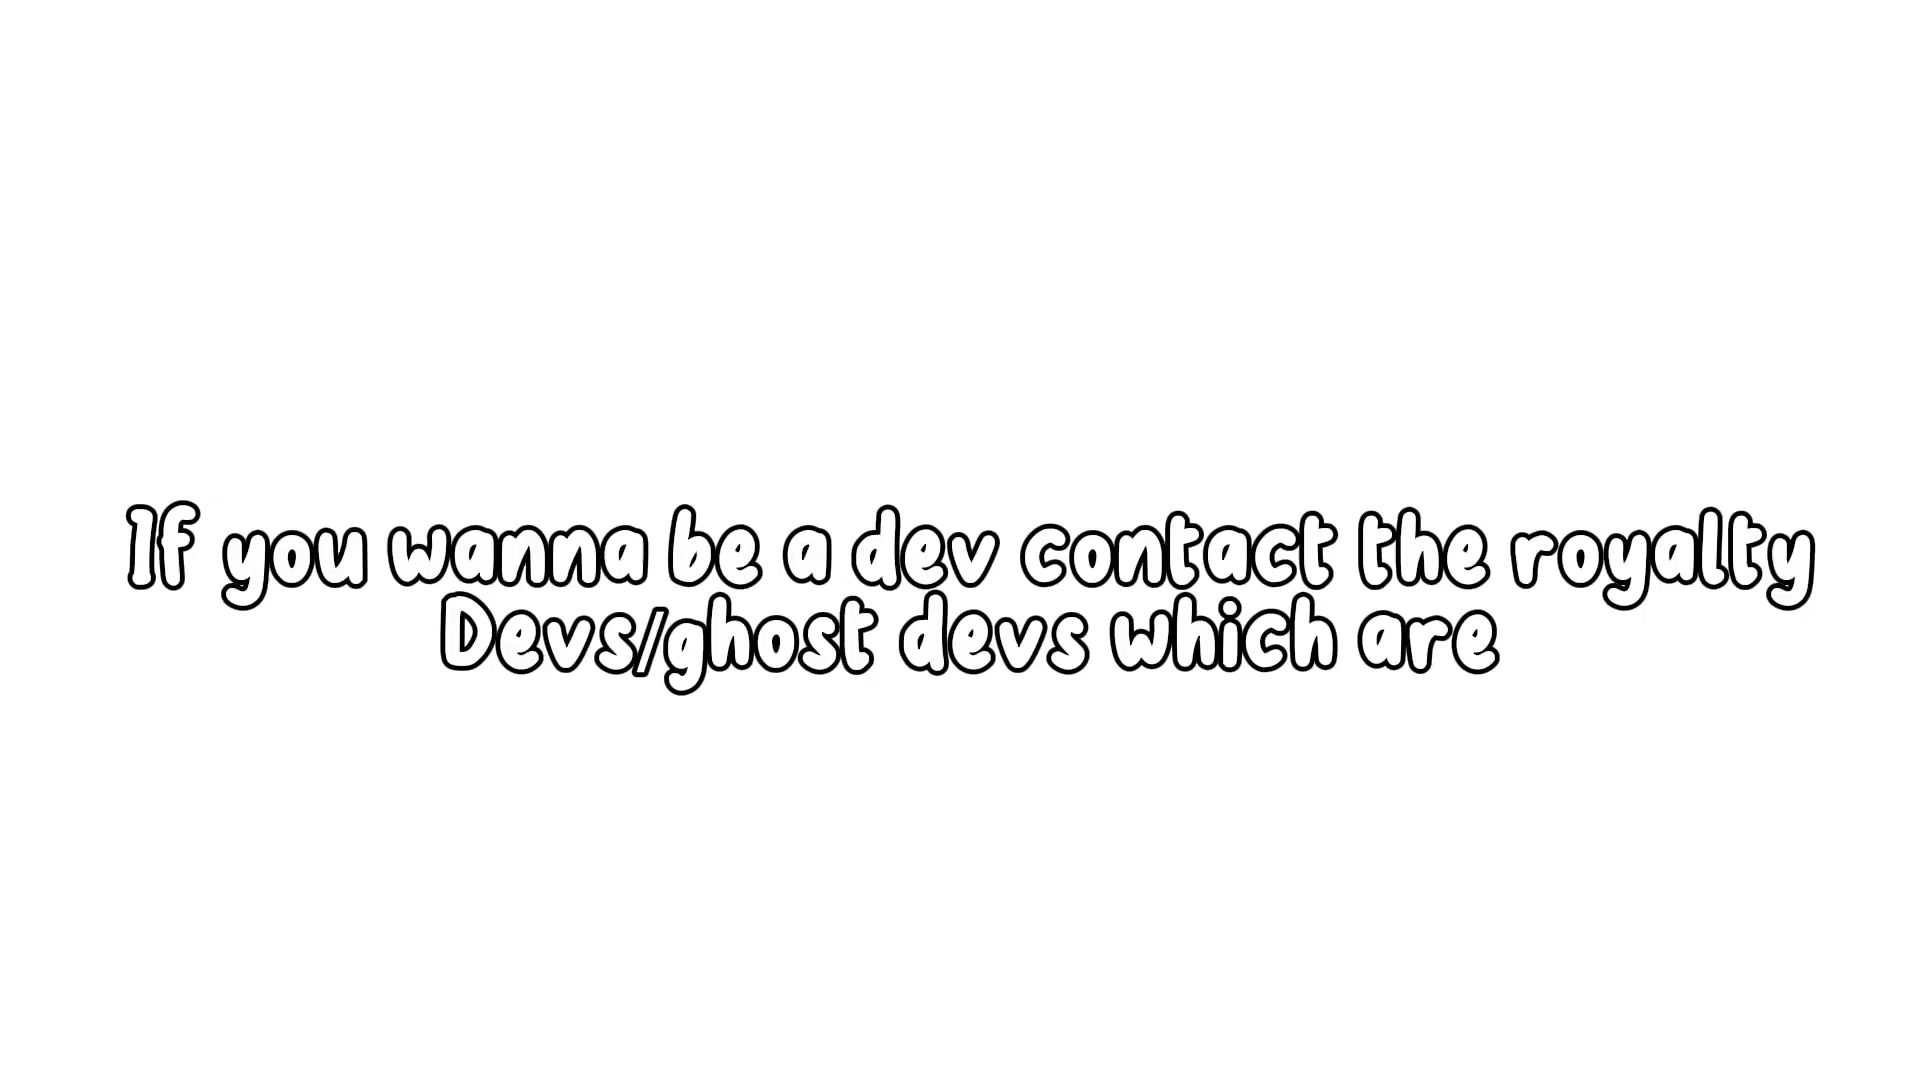 If you wanna be a dev contact the royalty
Devs/ghost devs which are